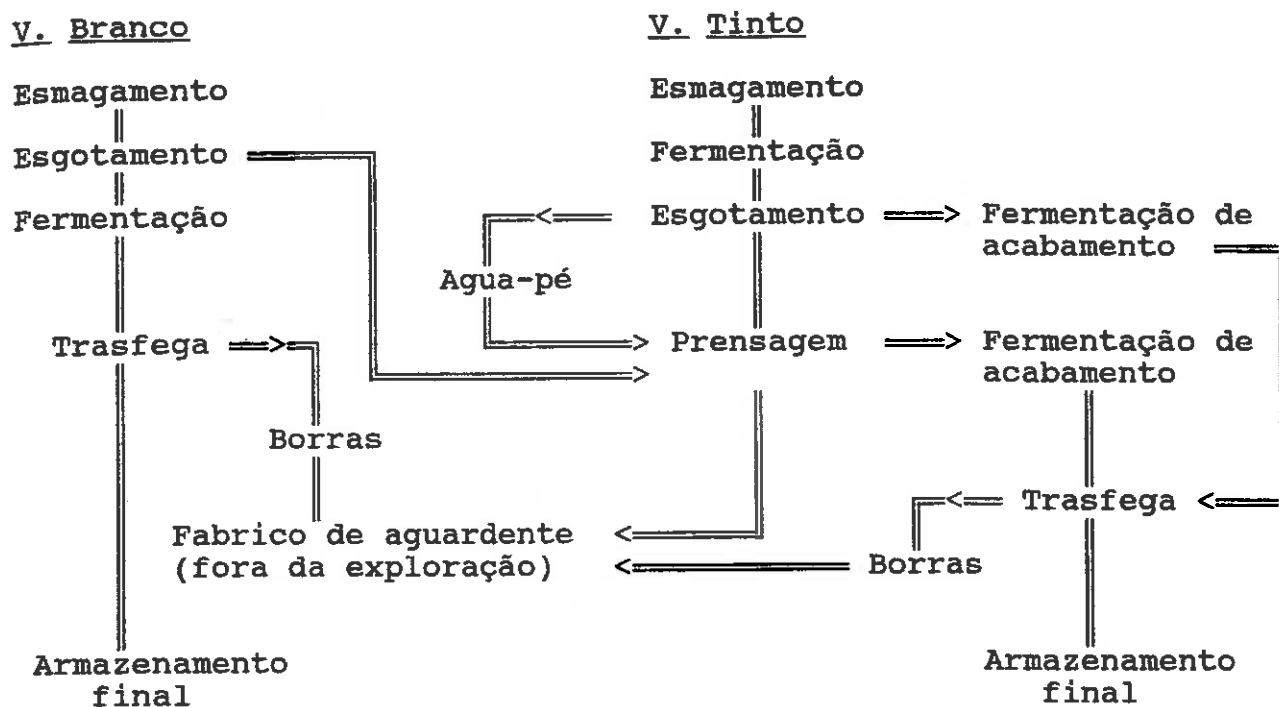 V. Branco
V. Tinto
Esmagamento
Esmagamento
Esgotamento
Fermentação
Fermentação
Esgotamento
Fermentação de
acabamento
Agua-pé
Trasfega
Prensagem
Fermentação de
acabamento
Borras
Trasfega
Fabrico de aguardente
(fora da exploração)
Borras
Armazenamento
final
Armazenamento
final